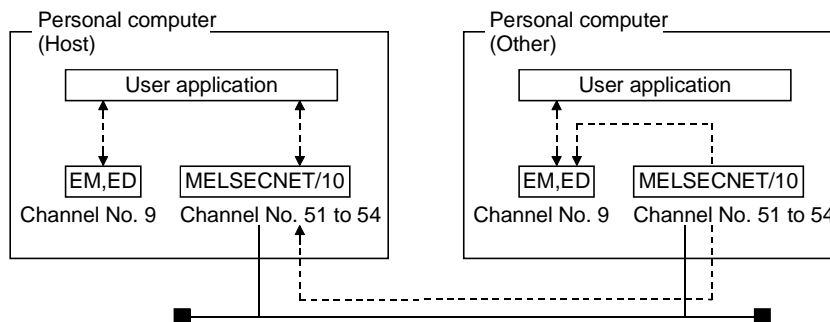 Personal computer
(Host)
User application
EM,ED
MELSECNET/10
Channel No. 9
Channel No. 51 to 54
Personal computer
(Other)
User application
EM,ED
MELSECNET/10
Channel No. 9
Channel No. 51 to 54